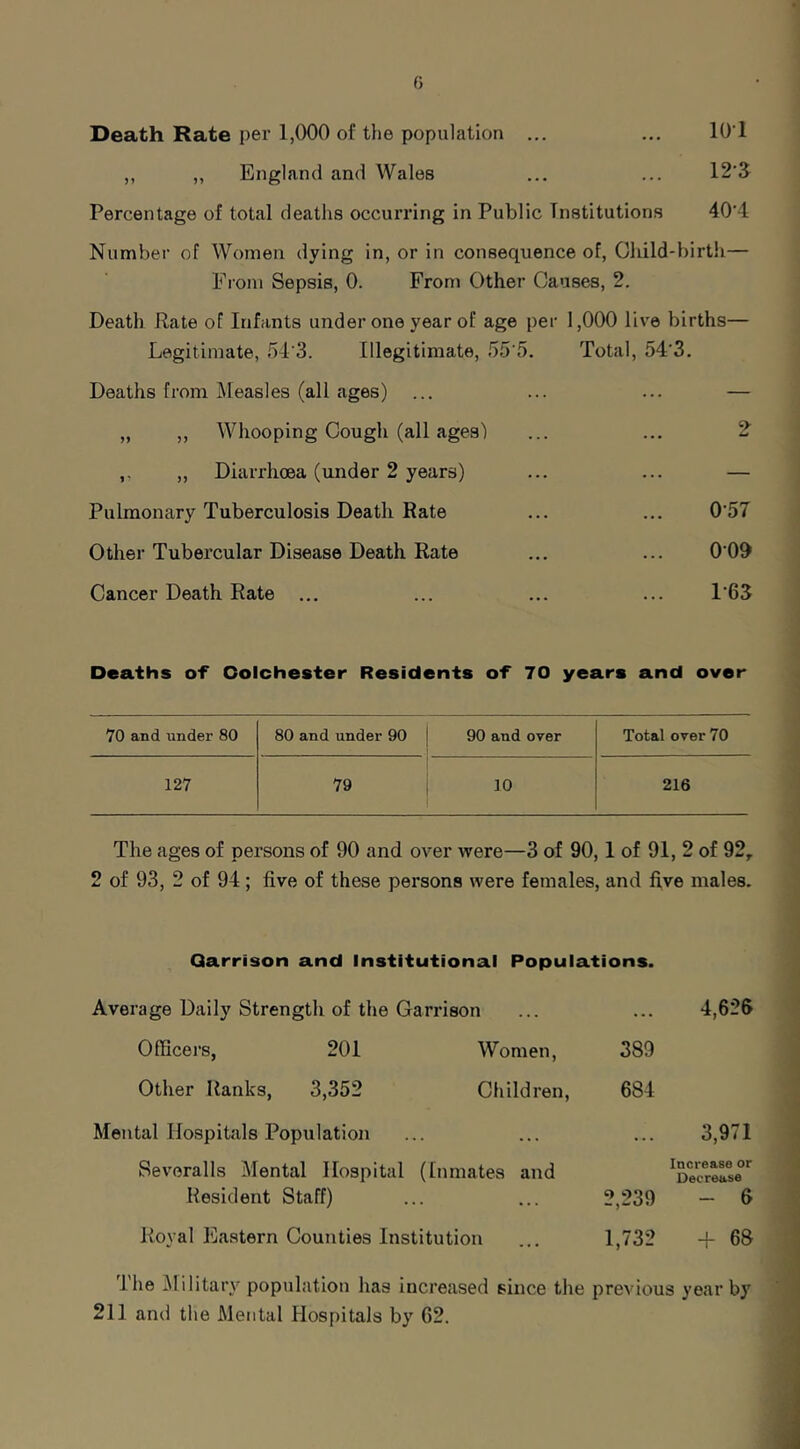 6
Death Rate per 1,000 of the population ... ... 10·1
„ „ England and Wales ... ... 12·3
Percentage of total deaths occurring in Public Institutions 40·4
Number of Women dying in, or in consequence of, Child-birth—
From Sepsis, 0. From Other Causes, 2.
Death Rate of Infants under one year of age per 1,000 live births—
Legitimate, 54·3. Illegitimate, 55·5. Total, 54·3.
Deaths from Measles (all ages) ... ... ... —
„ „ Whooping Cough (all ages) ... ... 2
„ „ Diarrhœa (under 2 years) ... ... —
Pulmonary Tuberculosis Death Rate ... ... 0·57
Other Tubercular Disease Death Rate ... ... 0·09
Cancer Death Rate ... ... ... ... 1·63
Deaths of Colchester Residents of 70 years and over
70 and under 80 80 and under 90 90 and over Total over 70
127 79 10 216
The ages of persons of 90 and over were—3 of 90, 1 of 91, 2 of 92,
2 of 93, 2 of 94; five of these persons were females, and five males.
Garrison and Institutional Populations.
Average Daily Strength of the Garrison ... ... 4,626
Officers, 201 Women, 389
Other Ranks, 3,352 Children, 684
Mental Hospitals Population ... ... ... 3,971
Severalls Mental Hospital (Inmates and Increase or Decrease
Resident Staff) ... ... 2,239 - 6
Royal Eastern Counties Institution ... 1,732 + 68
The Military population has increased since the previous year by
211 and the Mental Hospitals by 62.